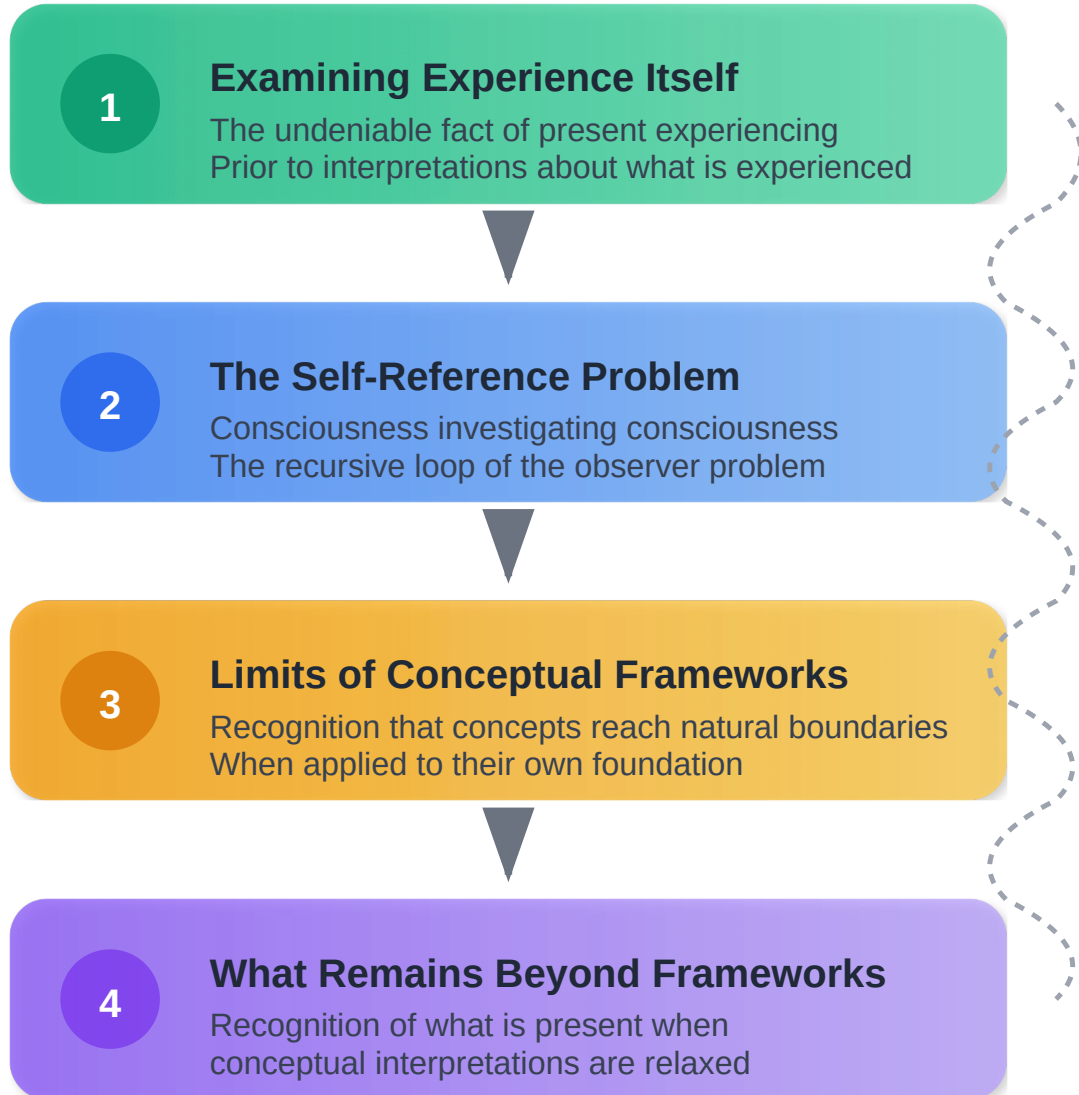 1
Examining Experience Itself
The undeniable fact of present experiencing
Prior to interpretations about what is experienced
2
The Self-Reference Problem
Consciousness investigating consciousness
The recursive loop of the observer problem
3
Limits of Conceptual Frameworks
Recognition that concepts reach natural boundaries
When applied to their own foundation
4
What Remains Beyond Frameworks
Recognition of what is present when
conceptual interpretations are relaxed